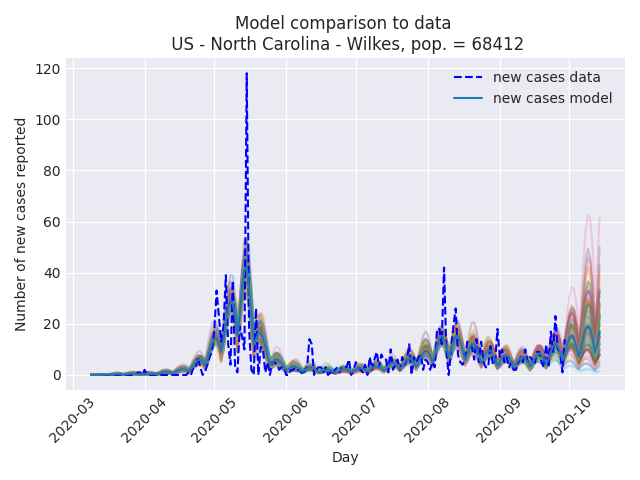 Model comparison to data
US - North Carolina - Wilkes, pop. = 68412
new cases data
new cases model
Number of new cases reported
120
100
80
60
40
20
0
2020-03
2020-04
2020-05
2020-06
2020-07
2020-08
2020-09
2020-10
Day